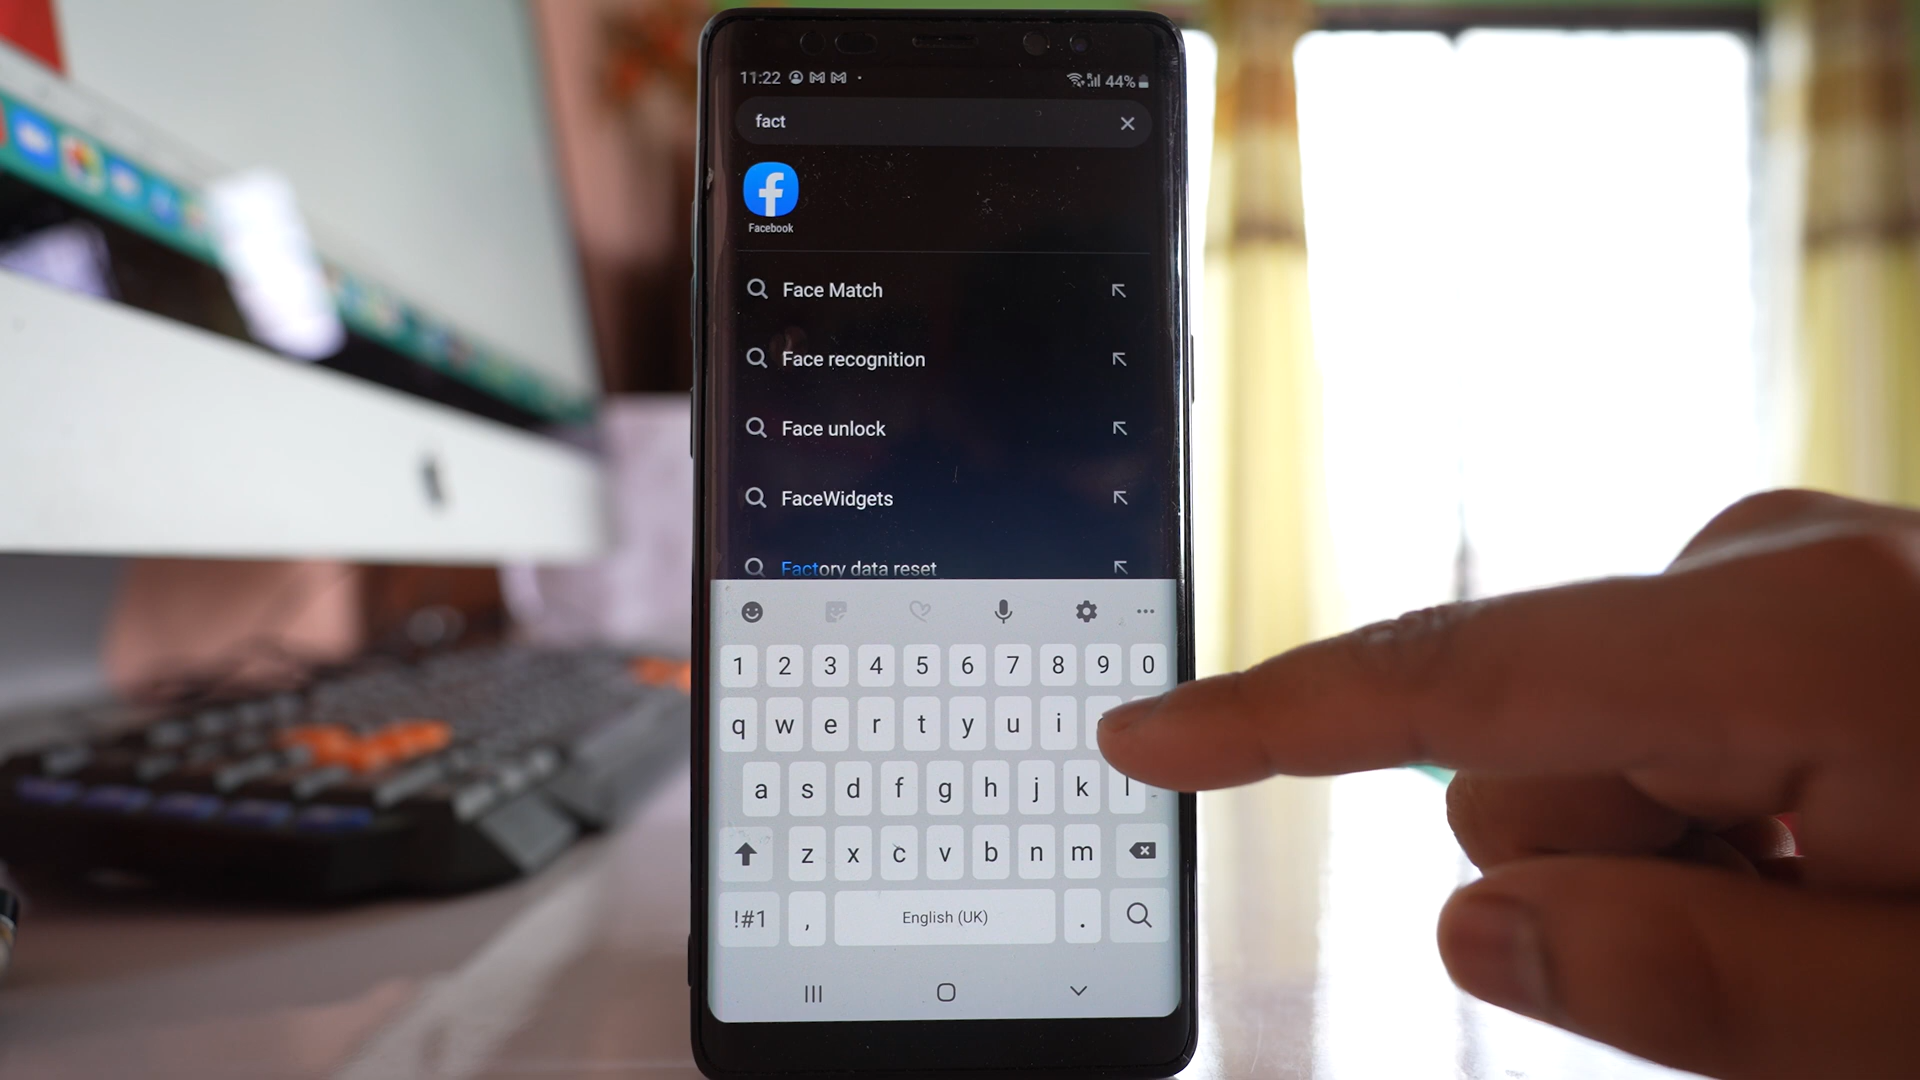 11:22 44%
fact
Facebook
Face Match
Face recognition
Face unlock
FaceWidgets
Factory data reset
1 2 3 4 5 6 7 8 9 0
q w e r t y u i
a s d f g h j k l
z x c v b n m
!#1 , English (UK) .